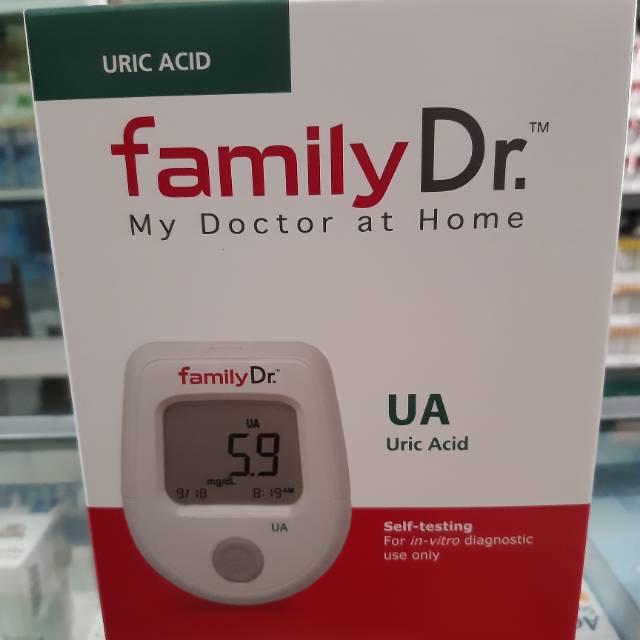 URIC ACID
familyDr.™
My Doctor at Home
familyDr.™
UA
5.9
mg/dL
9/18 8:19AM
UA
UA
Uric Acid
Self-testing
For in-vitro diagnostic
use only